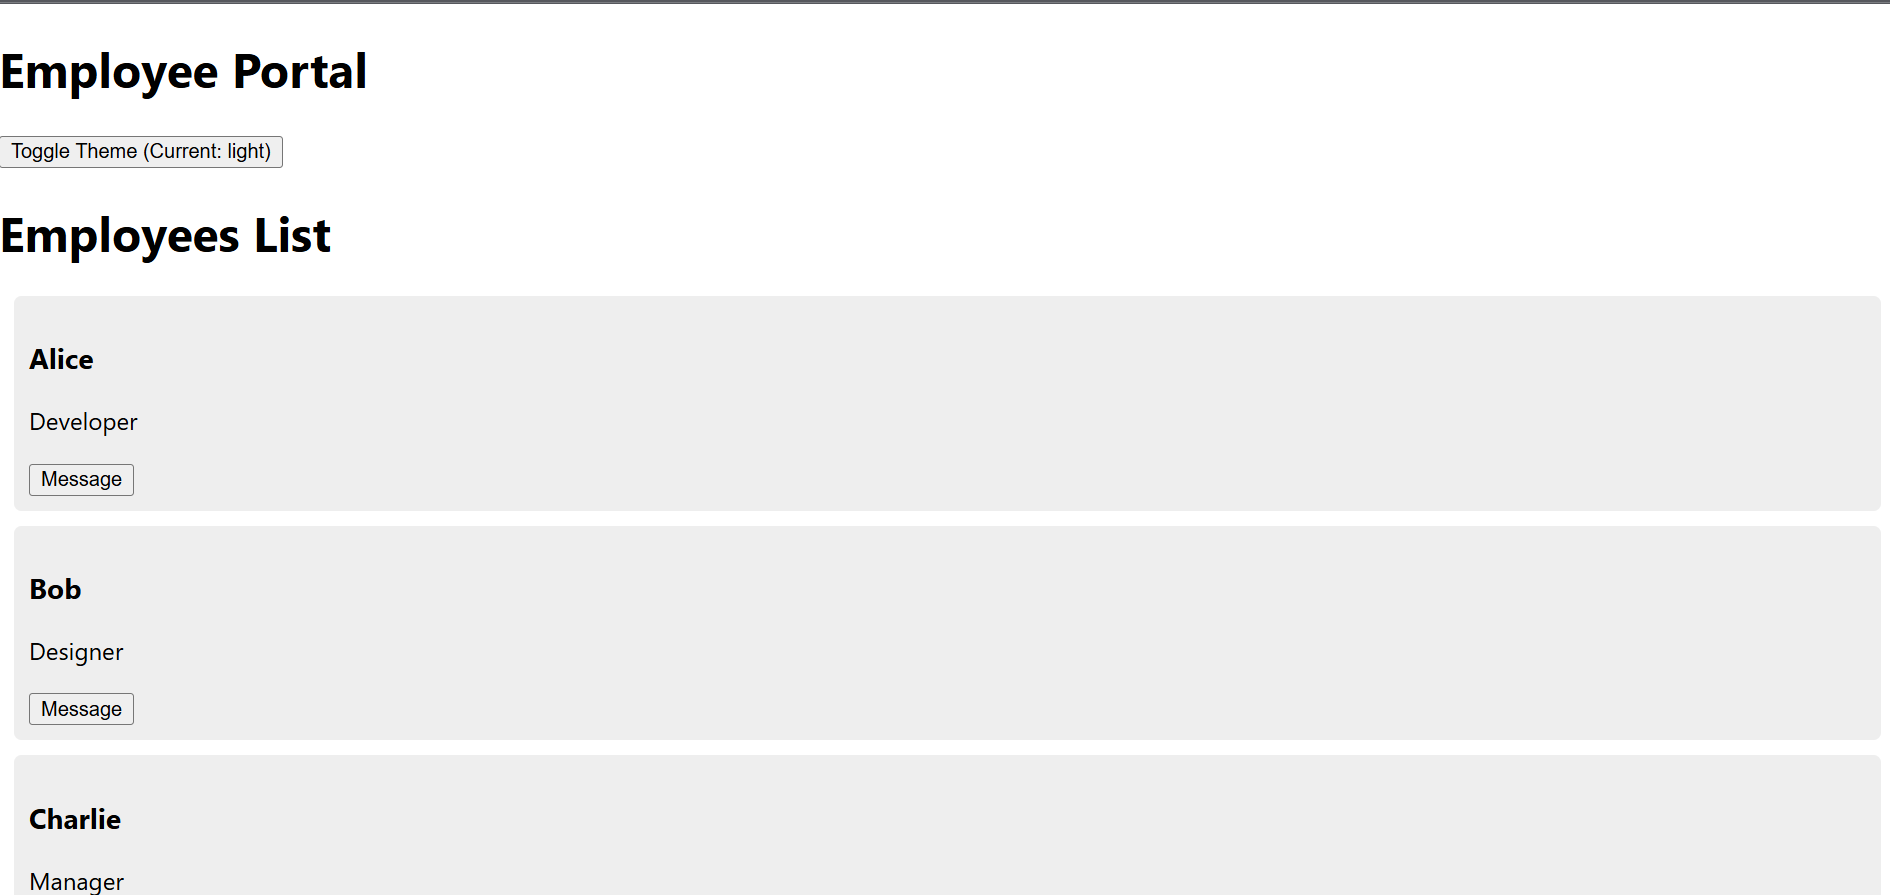 Employee Portal
Toggle Theme (Current: light)
Employees List
Alice
Developer
Message
Bob
Designer
Message
Charlie
Manager